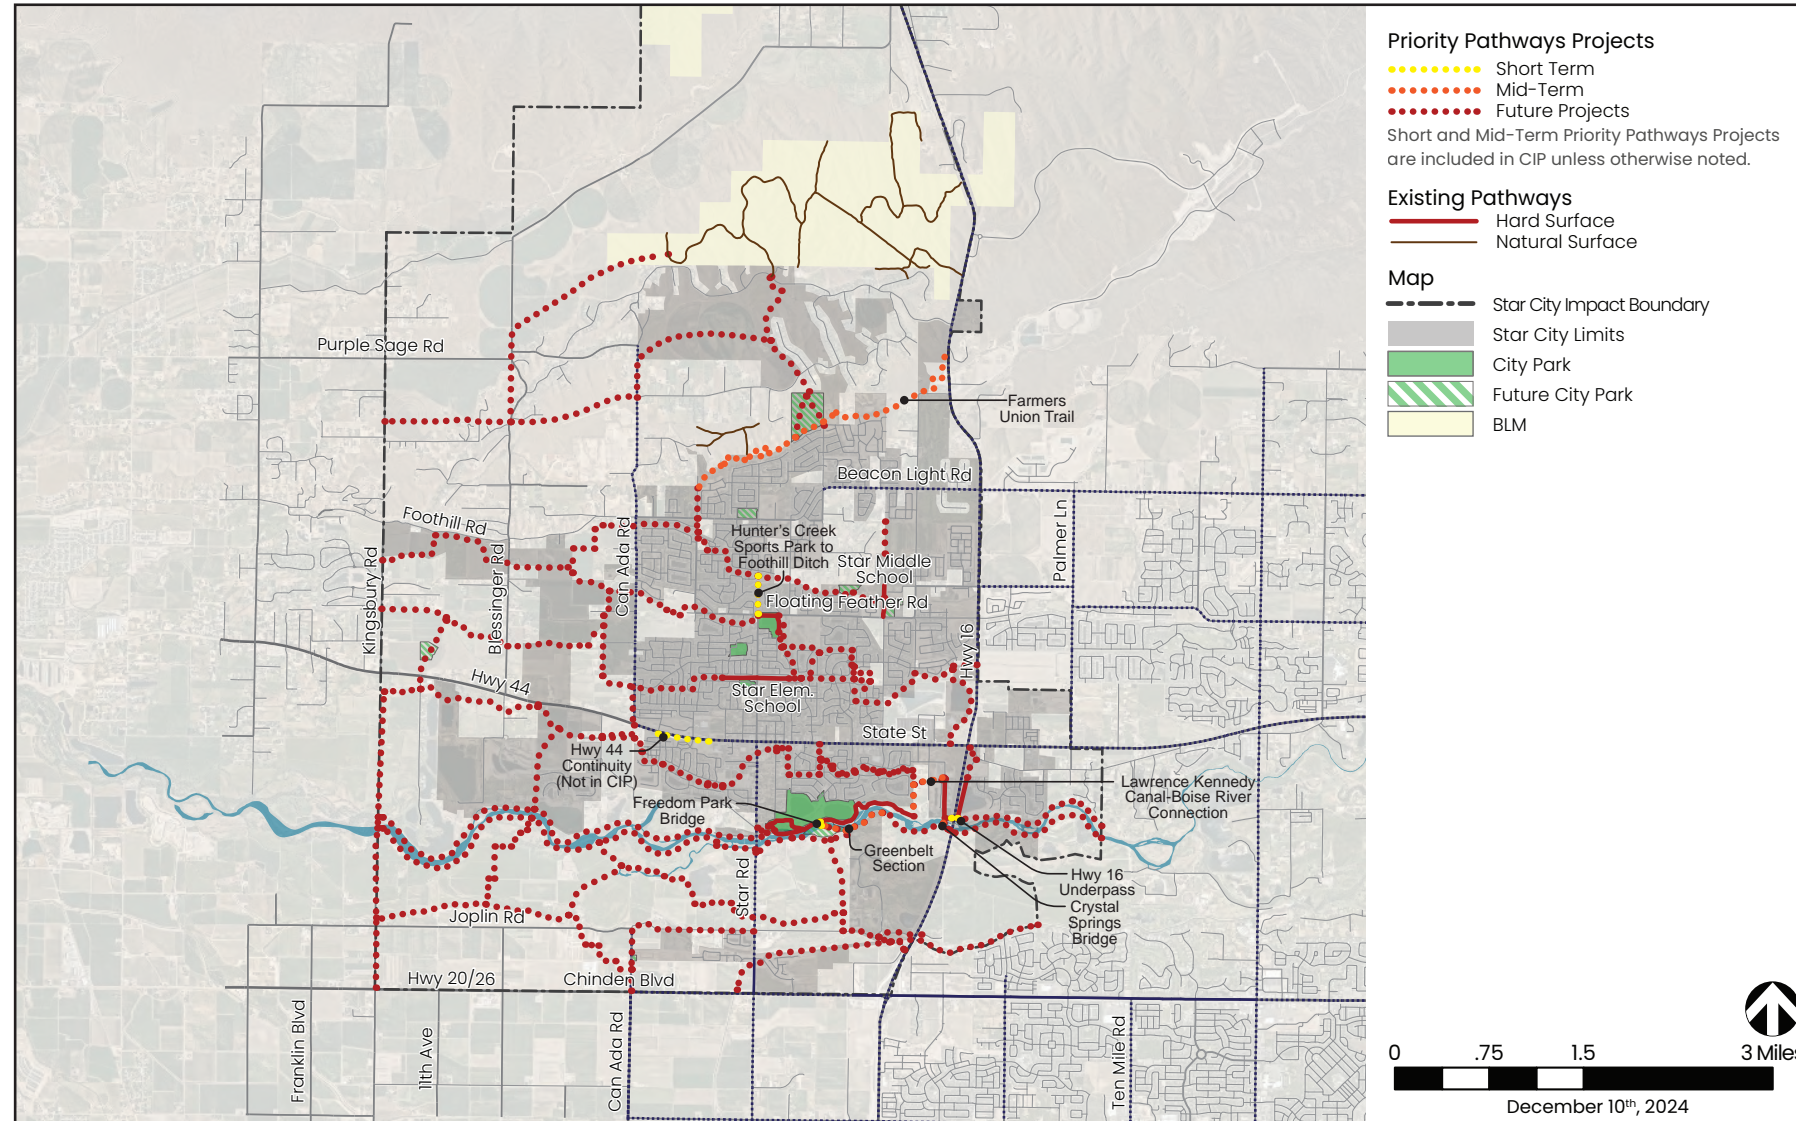 Priority Pathways Projects
Short Term
Mid-Term
Future Projects
Short and Mid-Term Priority Pathways Projects
are included in CIP unless otherwise noted.
Existing Pathways
Hard Surface
Natural Surface
Map
Star City Impact Boundary
Star City Limits
City Park
Future City Park
BLM
Purple Sage Rd
Farmers
Union Trail
Beacon Light Rd
Foothill Rd
Hunter's Creek
Sports Park to
Foothill Ditch
Star Middle
School
Floating Feather Rd
Kingsbury Rd
Blessinger Rd
Can Ada Rd
Palmer Ln
Hwy 16
Hwy 44
Star Elem.
School
State St
Hwy 44
Continuity
(Not in CIP)
Freedom Park
Bridge
Lawrence Kennedy
Canal-Boise River
Connection
Greenbelt
Section
Hwy 16
Underpass
Crystal
Springs
Bridge
Star Rd
Joplin Rd
Hwy 20/26
Chinden Blvd
Franklin Blvd
11th Ave
Can Ada Rd
Ten Mile Rd
0 .75 1.5 3 Miles
December 10th, 2024